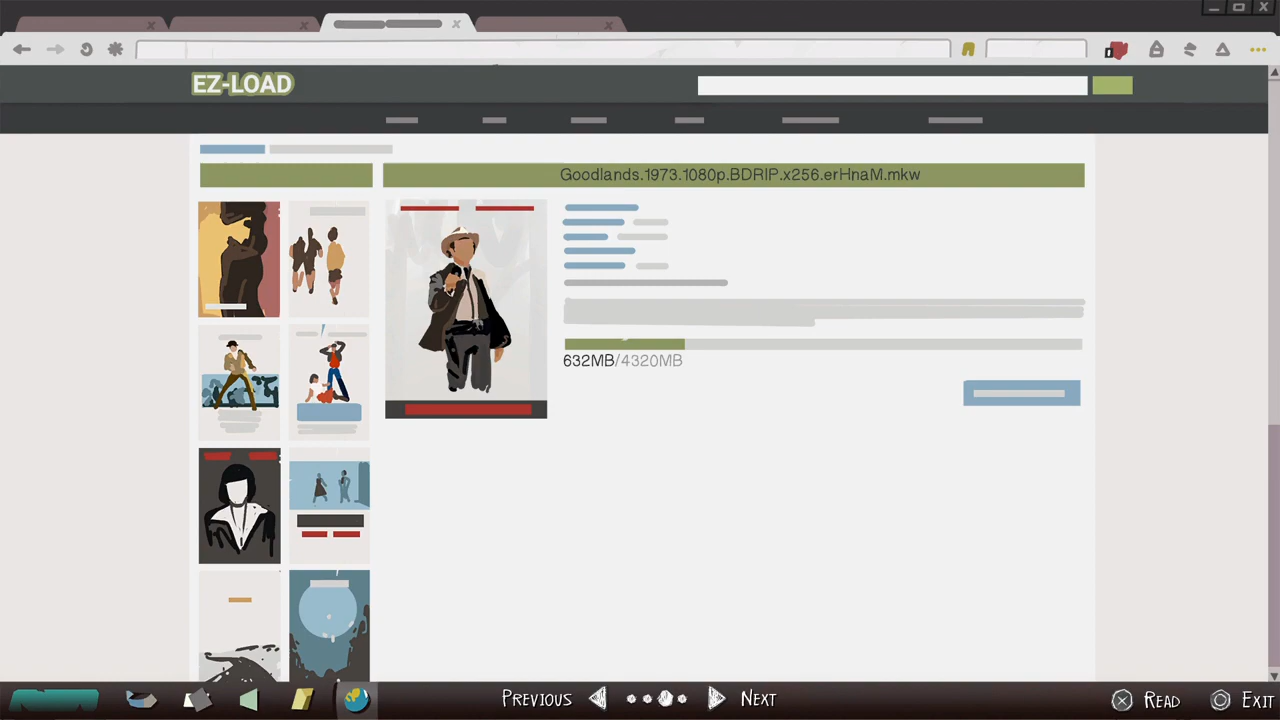 EZ-LOAD
Goodlands.1973.1080p.BDRIP.x256.erHnaM.mkw
632MB/4320MB
PREVIOUS NEXT READ EXIT